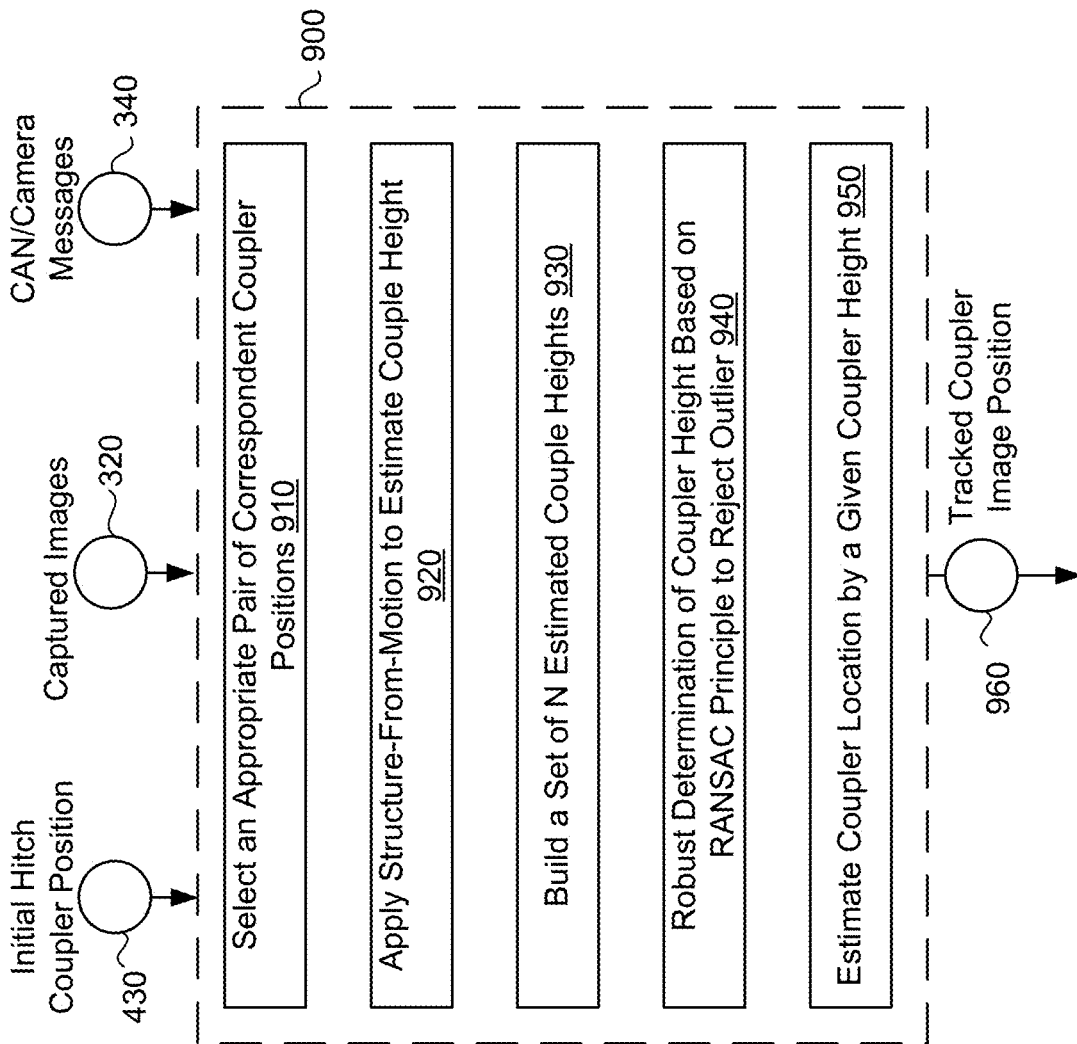 Initial Hitch
Coupler Position
430
Captured Images
320
CAN/Camera
Messages
340
900
Select an Appropriate Pair of Correspondent Coupler
Positions 910
Apply Structure-From-Motion to Estimate Couple Height
920
Build a Set of N Estimated Couple Heights 930
Robust Determination of Coupler Height Based on
RANSAC Principle to Reject Outlier 940
Estimate Coupler Location by a Given Coupler Height 950
960
Tracked Coupler
Image Position